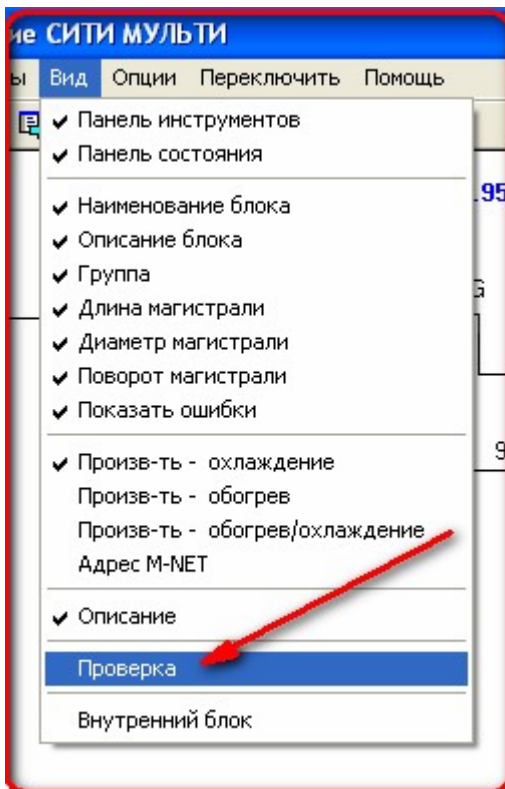 ие СИТИ МУЛЬТИ
ы Вид Опции Переключить Помощь
Панель инструментов
Панель состояния
.95
Наименование блока
Описание блока
Группа
G
Длина магистрали
Диаметр магистрали
Поворот магистрали
Показать ошибки
9
Произв-ть - охлаждение
Произв-ть - обогрев
Произв-ть - обогрев/охлаждение
Адрес M-NET
Описание
Проверка
Внутренний блок